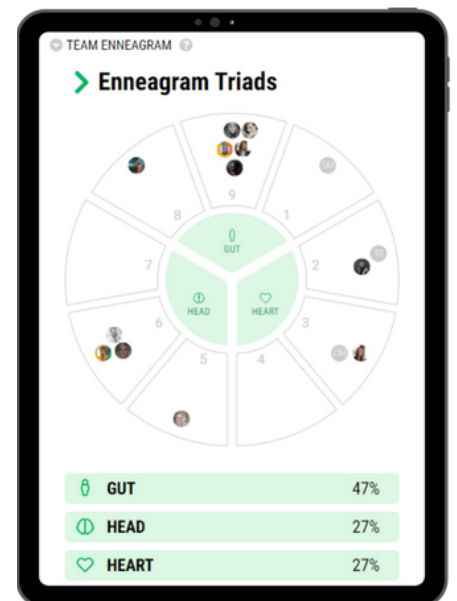 TEAM ENNEAGRAM ?
Enneagram Triads
9
8
1
GUT
7
2
HEAD
HEART
6
3
5
4
GUT 47%
HEAD 27%
HEART 27%